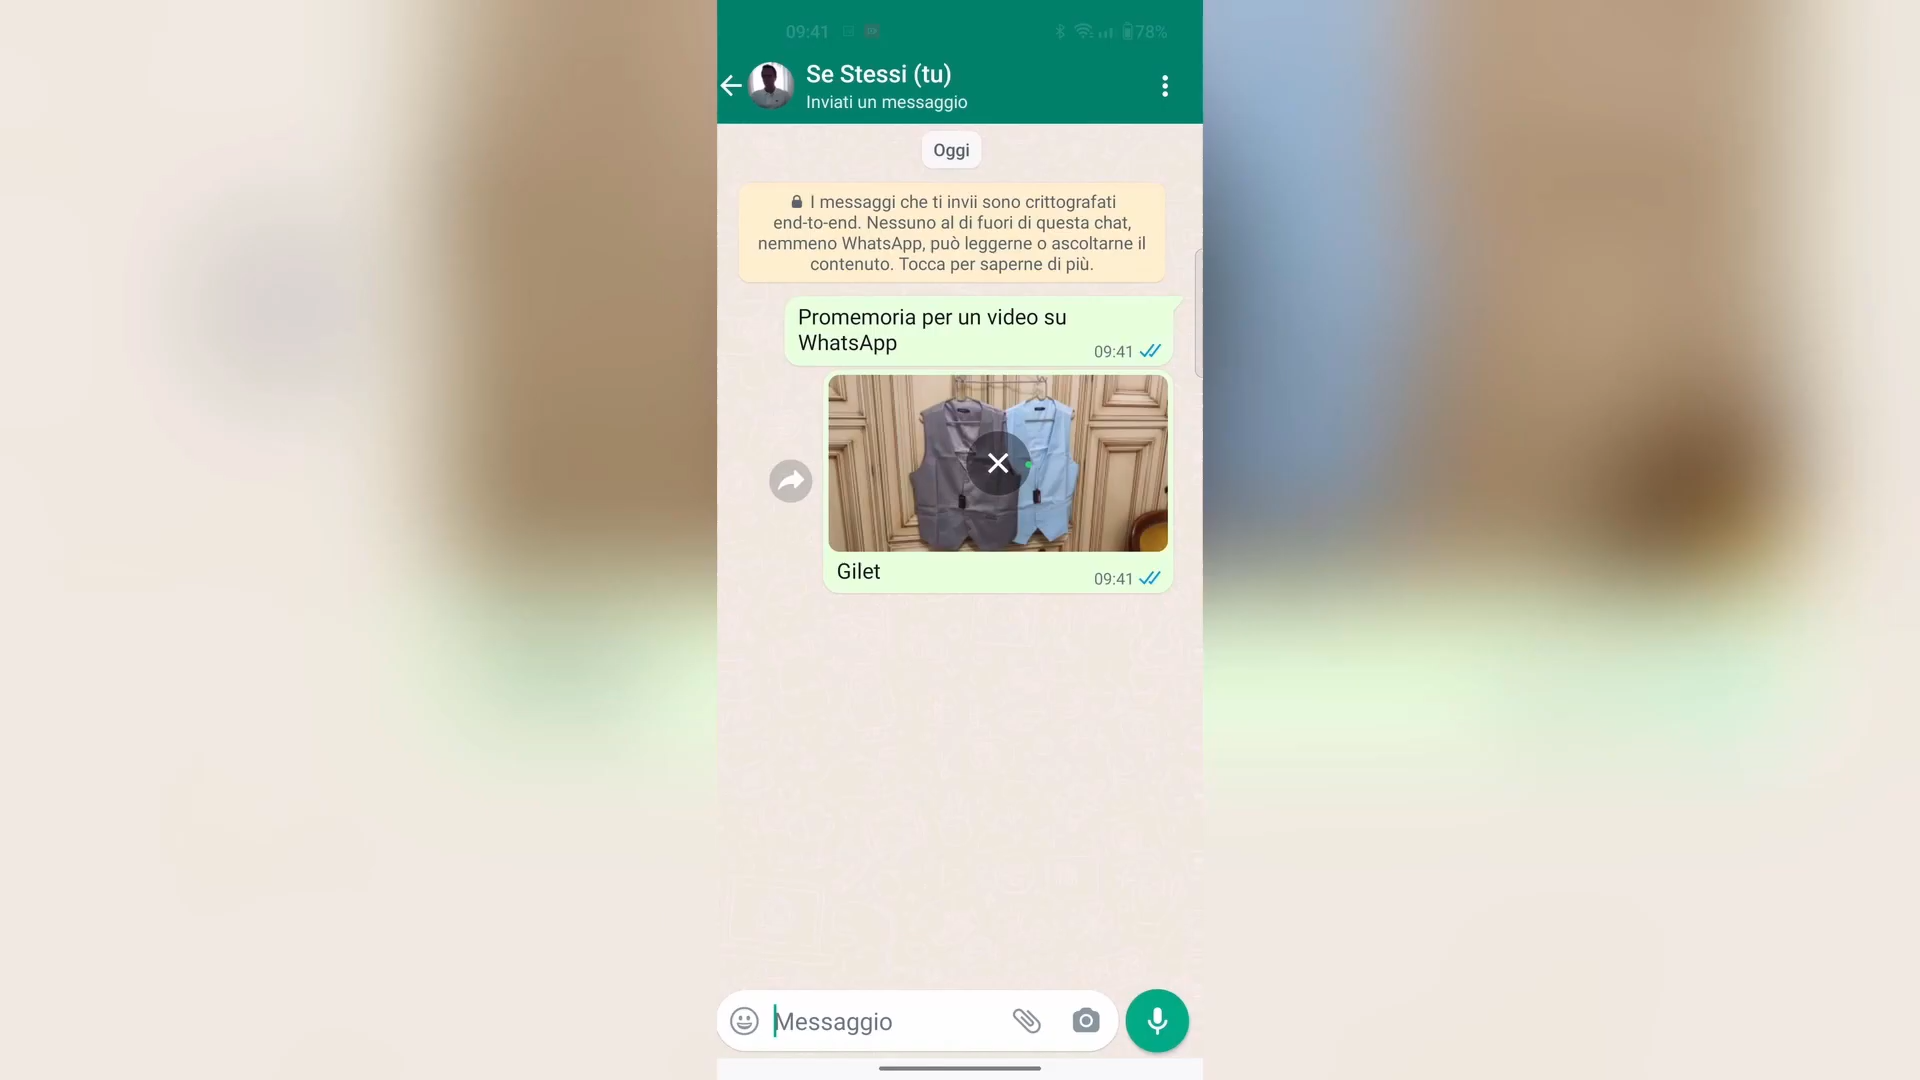 09:41
78%
Se Stessi (tu)
Inviati un messaggio
Oggi
I messaggi che ti invii sono crittografati
end-to-end. Nessuno al di fuori di questa chat,
nemmeno WhatsApp, può leggerne o ascoltarne il
contenuto. Tocca per saperne di più.
Promemoria per un video su
WhatsApp
09:41
Gilet
09:41
Messaggio